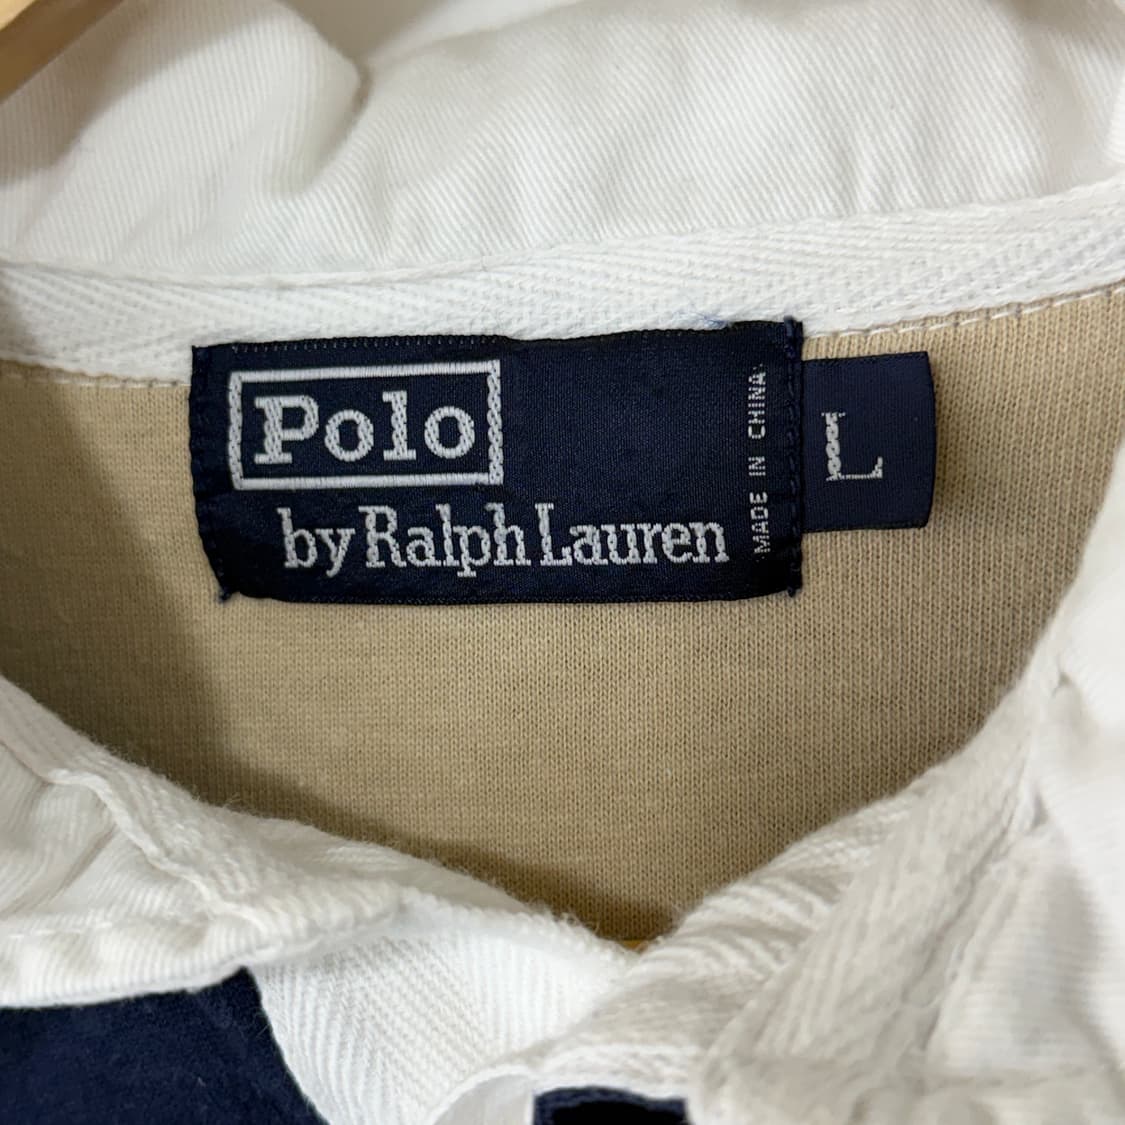 Polo
by Ralph Lauren
MADE IN CHINA
L